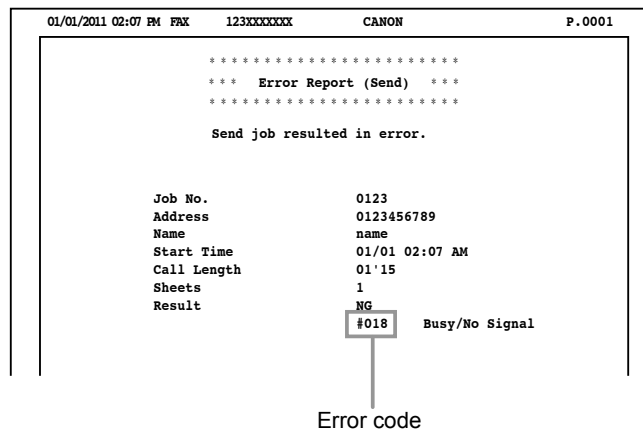 01/01/2011 02:07 PM FAX 123XXXXXXX CANON P.0001
* * * * * * * * * * * * * * * * * * * * * * *
* * * Error Report (Send) * * *
* * * * * * * * * * * * * * * * * * * * * * *
Send job resulted in error.
Job No. 0123
Address 0123456789
Name name
Start Time 01/01 02:07 AM
Call Length 01'15
Sheets 1
Result NG
#018 Busy/No Signal
Error code